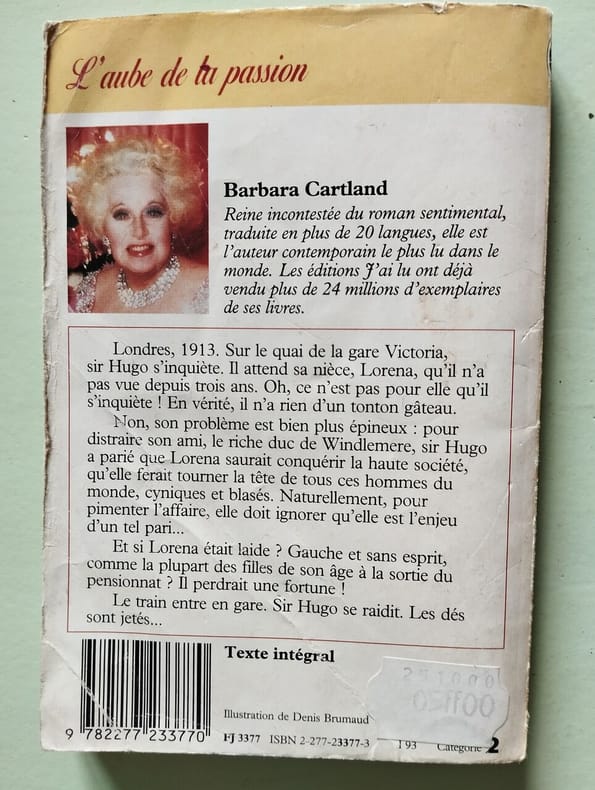 L'aube de la passion
Barbara Cartland
Reine incontestée du roman sentimental,
traduite en plus de 20 langues, elle est
l'auteur contemporain le plus lu dans le
monde. Les éditions J'ai lu ont déjà
vendu plus de 24 millions d'exemplaires
de ses livres.
Londres, 1913. Sur le quai de la gare Victoria,
sir Hugo s'inquiète. Il attend sa nièce, Lorena, qu'il n'a
pas vue depuis trois ans. Oh, ce n'est pas pour elle qu'il
s'inquiète ! En vérité, il n'a rien d'un tonton gâteau.
Non, son problème est bien plus épineux : pour
distraire son ami, le riche duc de Windlemere, sir Hugo
a parié que Lorena saurait conquérir la haute société,
qu'elle ferait tourner la tête de tous ces hommes du
monde, cyniques et blasés. Naturellement, pour
pimenter l'affaire, elle doit ignorer qu'elle est l'enjeu
d'un tel pari...
Et si Lorena était laide ? Gauche et sans esprit,
comme la plupart des filles de son âge à la sortie du
pensionnat ? Il perdrait une fortune !
Le train entre en gare. Sir Hugo se raidit. Les dés
sont jetés...
Texte intégral
Illustration de Denis Brumaud
9 782277 233770
FJ 3377 ISBN 2-277-23377-3 193 Catégorie 2